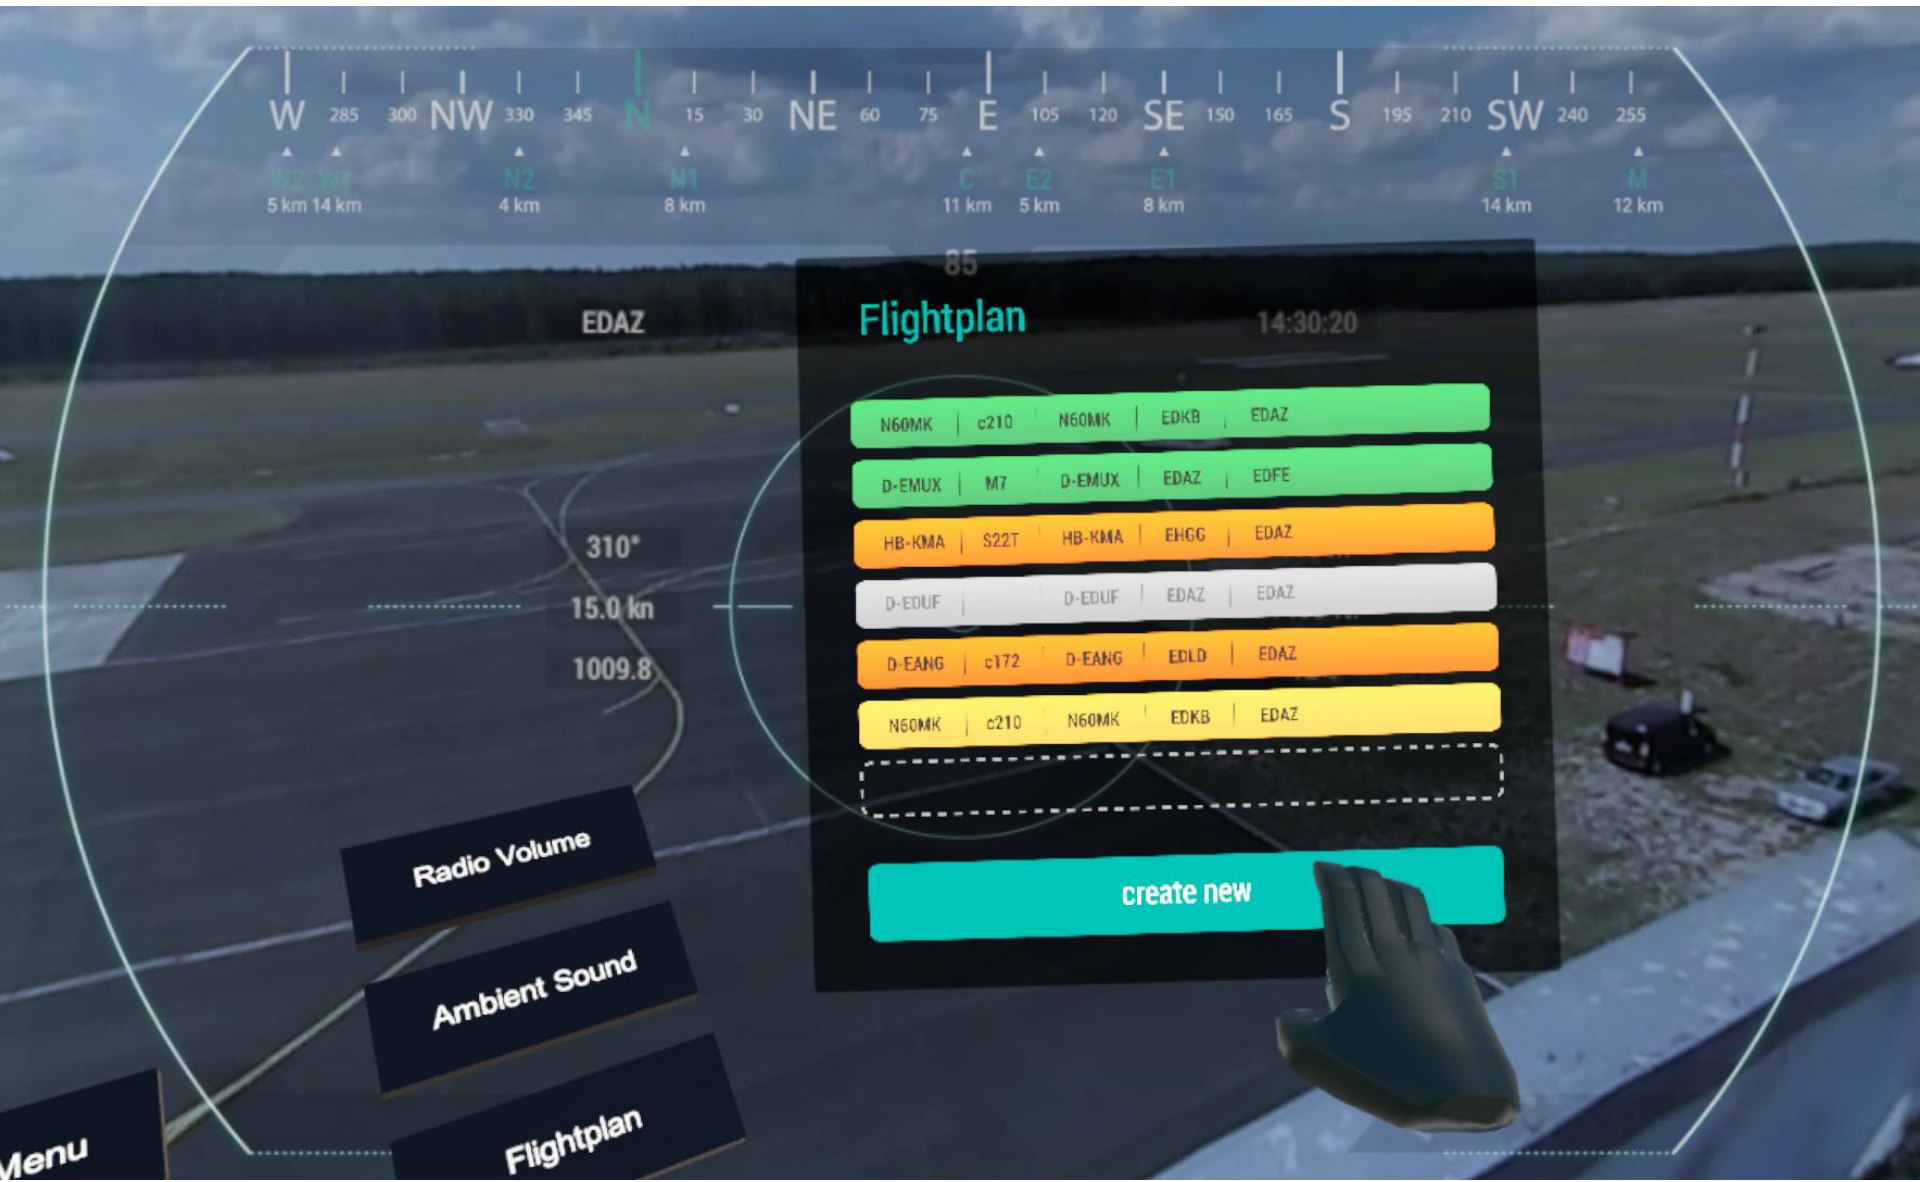 W 285 300 NW 330 345 N 15 30 NE 60 75 E 105 120 SE 150 165 S 195 210 SW 240 255
W2 W1 N2 N1 C E2 E1 S1 M
5 km 14 km 4 km 8 km 11 km 5 km 8 km 14 km 12 km
85
EDAZ
Flightplan
14:30:20
N60MK c210 N60MK EDKB EDAZ
D-EMUX M7 D-EMUX EDAZ EDFE
HB-KMA S22T HB-KMA EHGG EDAZ
310°
D-EDUF D-EDUF EDAZ EDAZ
15.0 kn
D-EANG c172 D-EANG EDLD EDAZ
1009.8
N60MK c210 N60MK EDKB EDAZ
create new
Radio Volume
Ambient Sound
Flightplan
Menu